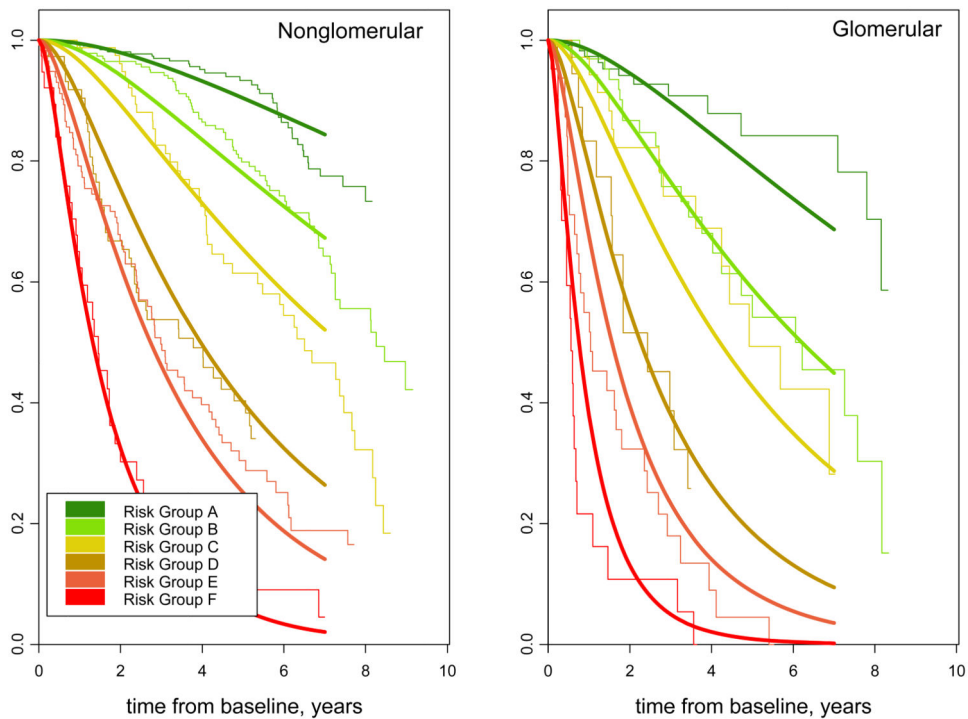 Nonglomerular
1.0
0.8
0.6
0.4
0.2
0.0
Risk Group A
Risk Group B
Risk Group C
Risk Group D
Risk Group E
Risk Group F
0 2 4 6 8 10
time from baseline, years
Glomerular
1.0
0.8
0.6
0.4
0.2
0.0
0 2 4 6 8 10
time from baseline, years